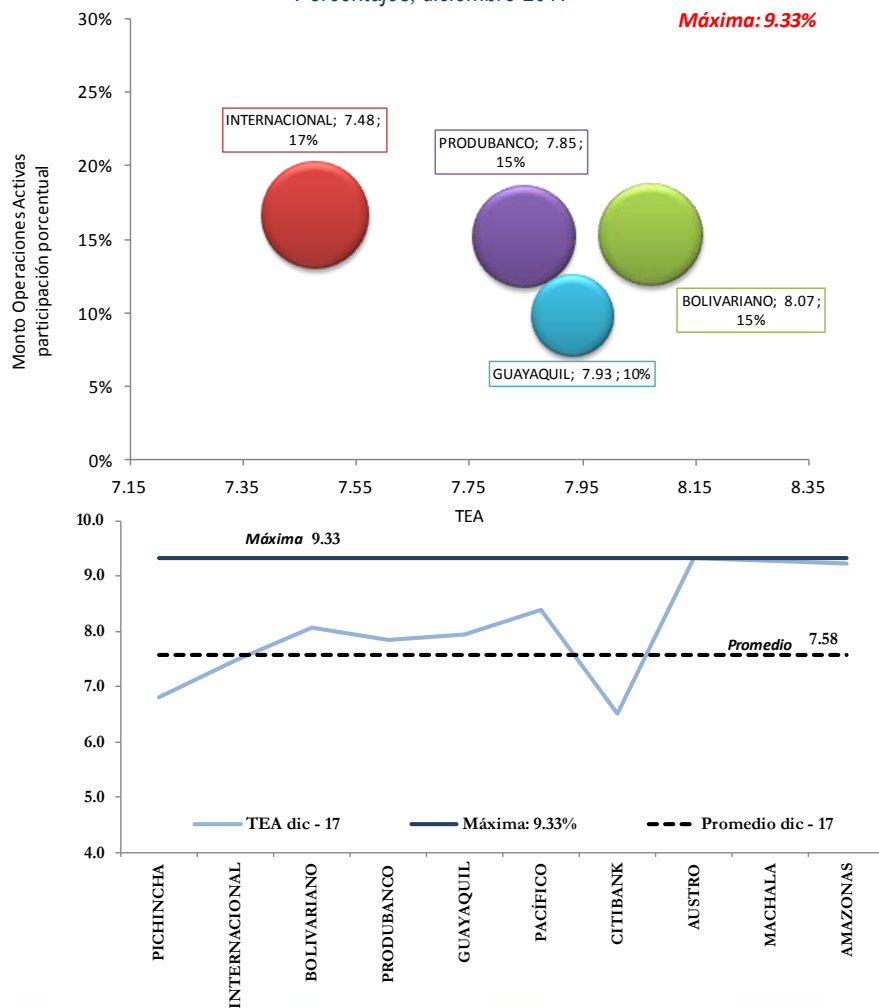 Máxima: 9.33%
30%
25%
20%
15%
10%
5%
0%
Monto Operaciones Activas
participación porcentual
INTERNACIONAL; 7.48 ;
17%
PRODUBANCO; 7.85 ;
15%
BOLIVARIANO; 8.07 ;
15%
GUAYAQUIL; 7.93 ; 10%
7.15
7.35
7.55
7.75
7.95
8.15
8.35
TEA
10.0
9.0
8.0
7.0
6.0
5.0
4.0
Máxima 9.33
Promedio 7.58
TEA dic - 17
Máxima: 9.33%
Promedio dic - 17
PICHINCHA
INTERNACIONAL
BOLIVARIANO
PRODUBANCO
GUAYAQUIL
PACÍFICO
CITIBANK
AUSTRO
MACHALA
AMAZONAS